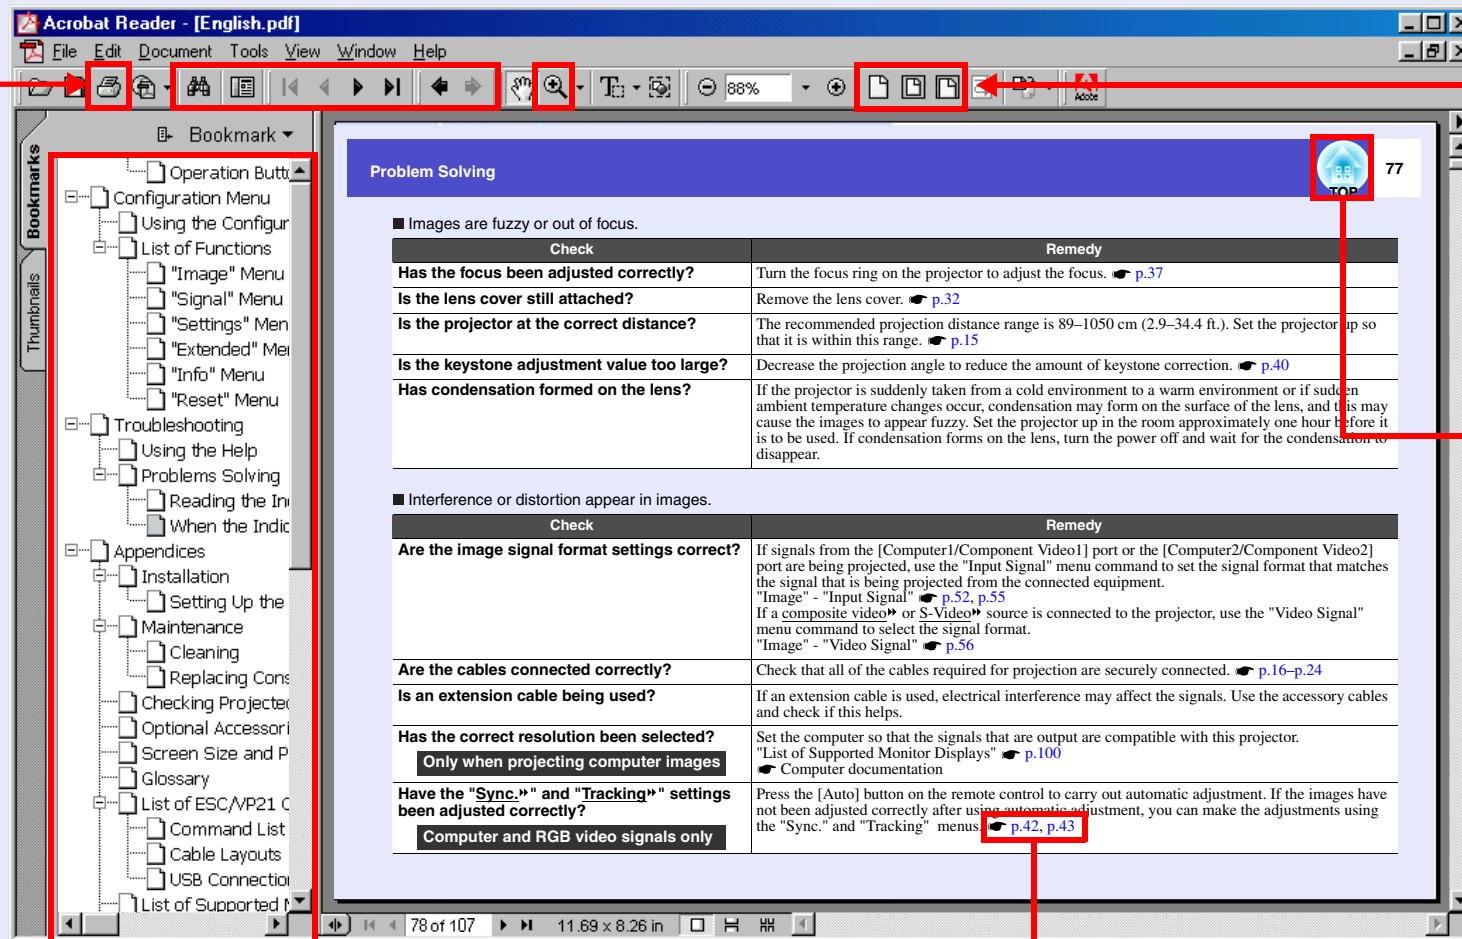 Acrobat Reader - [English.pdf]
File Edit Document Tools View Window Help
88%
Adobe
Bookmarks
Thumbnails
Bookmark
Operation Butt
Configuration Menu
Using the Configur
List of Functions
"Image" Menu
"Signal" Menu
"Settings" Men
"Extended" Me
"Info" Menu
"Reset" Menu
Troubleshooting
Using the Help
Problems Solving
Reading the In
When the Indic
Appendices
Installation
Setting Up the
Maintenance
Cleaning
Replacing Cons
Checking Projected
Optional Accessori
Screen Size and P
Glossary
List of ESC/VP21 C
Command List
Cable Layouts
USB Connectio
List of Supported M
Problem Solving
TOP
77
■ Images are fuzzy or out of focus.
Check Remedy
Has the focus been adjusted correctly? Turn the focus ring on the projector to adjust the focus. ☛ p.37
Is the lens cover still attached? Remove the lens cover. ☛ p.32
Is the projector at the correct distance? The recommended projection distance range is 89–1050 cm (2.9–34.4 ft.). Set the projector up so
that it is within this range. ☛ p.15
Is the keystone adjustment value too large? Decrease the projection angle to reduce the amount of keystone correction. ☛ p.40
Has condensation formed on the lens? If the projector is suddenly taken from a cold environment to a warm environment or if sudden
ambient temperature changes occur, condensation may form on the surface of the lens, and this may
cause the images to appear fuzzy. Set the projector up in the room approximately one hour before it
is to be used. If condensation forms on the lens, turn the power off and wait for the condensation to
disappear.
■ Interference or distortion appear in images.
Check Remedy
Are the image signal format settings correct? If signals from the [Computer1/Component Video1] port or the [Computer2/Component Video2]
port are being projected, use the "Input Signal" menu command to set the signal format that matches
the signal that is being projected from the connected equipment.
"Image" - "Input Signal" ☛ p.52, p.55
If a composite video or S-Video source is connected to the projector, use the "Video Signal"
menu command to select the signal format.
"Image" - "Video Signal" ☛ p.56
Are the cables connected correctly? Check that all of the cables required for projection are securely connected. ☛ p.16–p.24
Is an extension cable being used? If an extension cable is used, electrical interference may affect the signals. Use the accessory cables
and check if this helps.
Has the correct resolution been selected?
Only when projecting computer images
Set the computer so that the signals that are output are compatible with this projector.
"List of Supported Monitor Displays" ☛ p.100
☛ Computer documentation
Have the "Sync." and "Tracking" settings
been adjusted correctly?
Computer and RGB video signals only
Press the [Auto] button on the remote control to carry out automatic adjustment. If the images have
not been adjusted correctly after using automatic adjustment, you can make the adjustments using
the "Sync." and "Tracking" menus. ☛ p.42, p.43
78 of 107 11.69 x 8.26 in